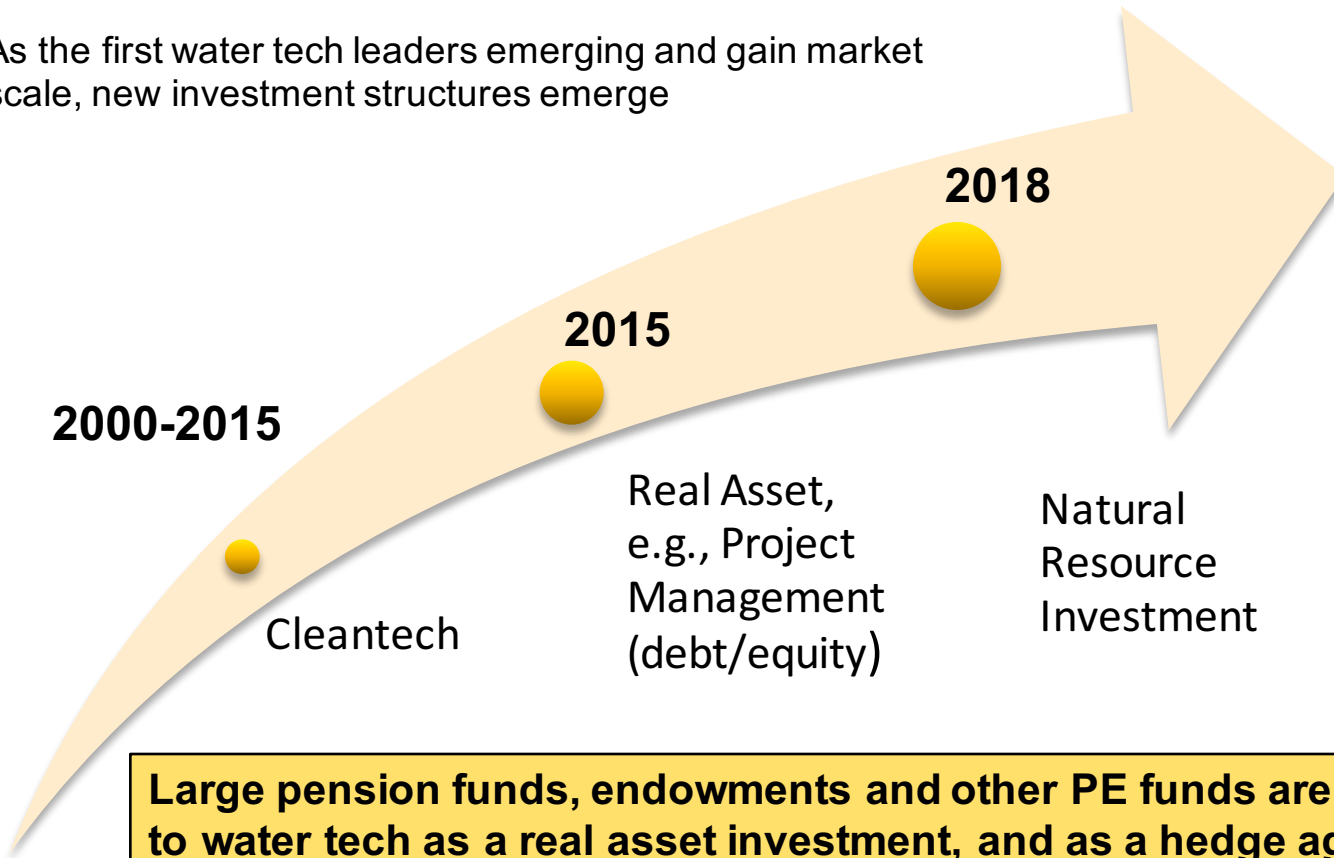 As the first water tech leaders emerging and gain market
scale, new investment structures emerge
2018
2015
2000-2015
Real Asset,
e.g., Project
Management
(debt/equity)
Natural
Resource
Investment
Cleantech
Large pension funds, endowments and other PE funds are
to water tech as a real asset investment, and as a hedge